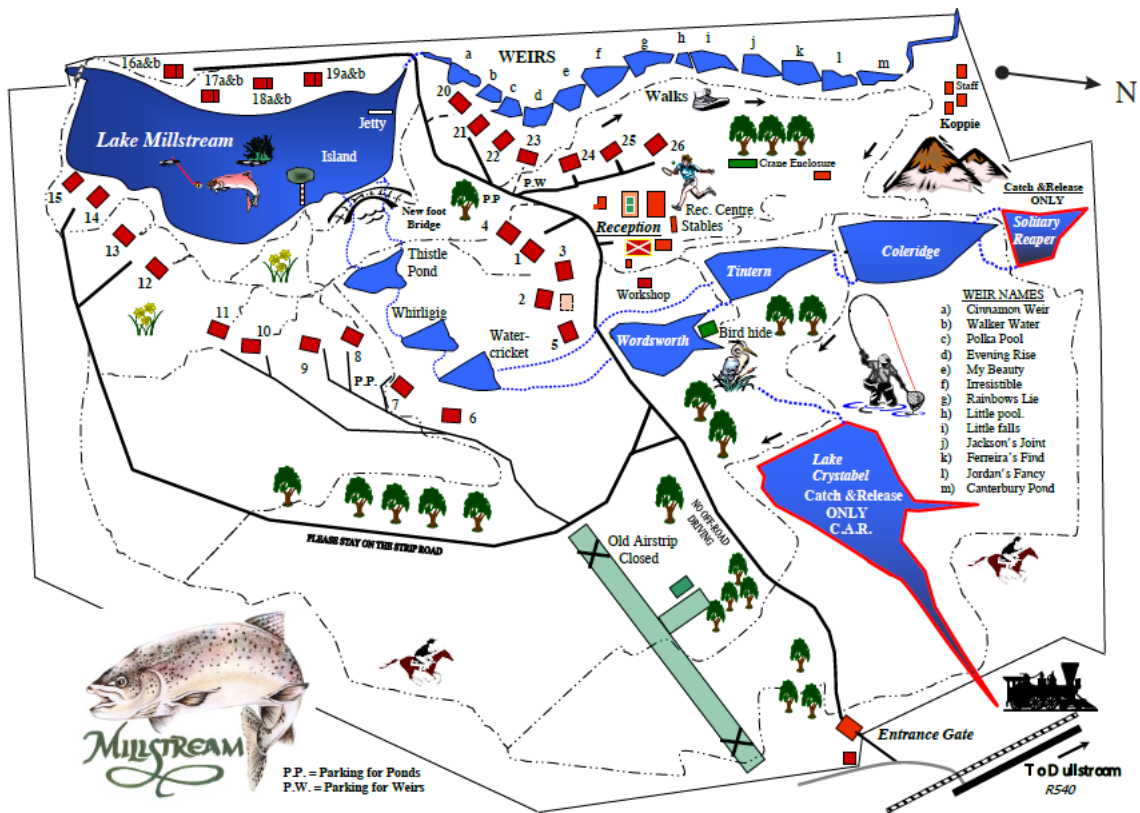 WEIRS
a
b
c
d
e
f
g
h
i
j
k
l
m
16a&b
17a&b
18a&b
19a&b
20
21
22
23
24
25
26
Walks
Staff
Koppie
N
Jetty
Lake Millstream
Island
Crane Enclosure
P.W
P.P
New foot
Bridge
Rec. Centre
Stables
Reception
Catch &Release
ONLY
Solitary
Reaper
Coleridge
Tintern
15
14
13
12
4
1
3
2
5
Thistle
Pond
Whirligig
Water-
cricket
Workshop
Wordsworth
Bird hide
11
10
9
8
P.P.
7
6
WEIR NAMES
a) Cinnamon Weir
b) Walker Water
c) Polka Pool
d) Evening Rise
e) My Beauty
f) Irresistible
g) Rainbows Lie
h) Little pool.
i) Little falls
j) Jackson's Joint
k) Ferreira's Find
l) Jordan's Fancy
m) Canterbury Pond
Lake
Crystabel
Catch &Release
ONLY
C.A.R.
NO OFF-ROAD
DRIVING
PLEASE STAY ON THE STRIP ROAD
Old Airstrip
Closed
Entrance Gate
To Dullstroom
R540
MILLSTREAM
P.P. = Parking for Ponds
P.W. = Parking for Weirs